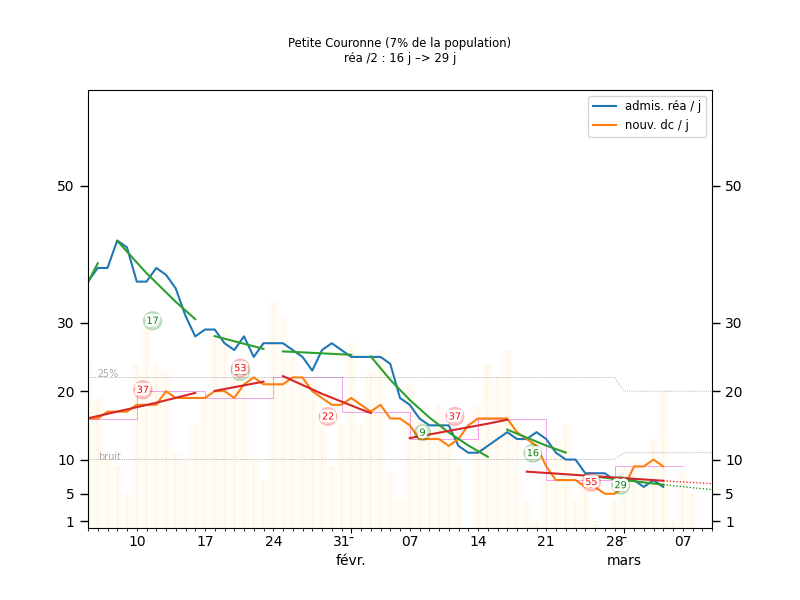 Petite Couronne (7% de la population)
réa /2 : 16 j –> 29 j
admis. réa / j
nouv. dc / j
50 50
30 30
17
25%
53
37
20 20
22 37
9
16
bruit
10 10
55 29
5 5
1 1
10 17 24 31 07 14 21 28 07
févr. mars